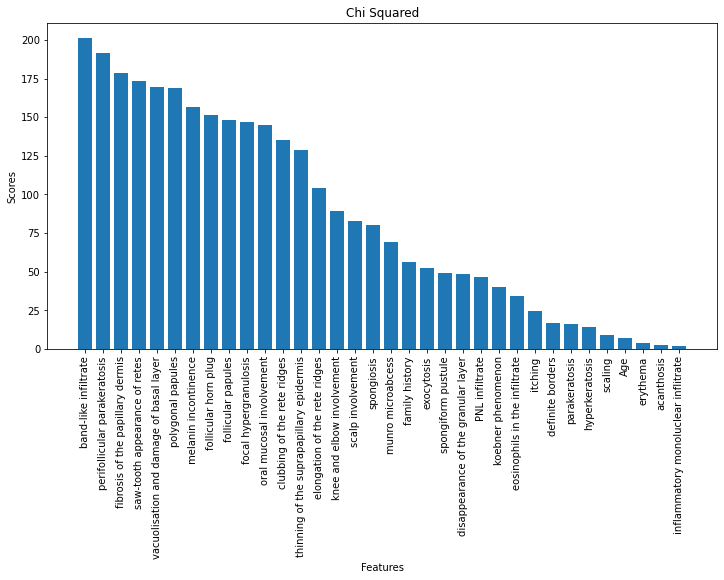 Chi Squared
Scores
200
175
150
125
100
75
50
25
0
band-like infiltrate
perifollicular parakeratosis
fibrosis of the papillary dermis
saw-tooth appearance of retes
vacuolisation and damage of basal layer
polygonal papules
melanin incontinence
follicular horn plug
follicular papules
focal hypergranulosis
oral mucosal involvement
clubbing of the rete ridges
thinning of the suprapapillary epidermis
elongation of the rete ridges
knee and elbow involvement
scalp involvement
spongiosis
munro microabcess
family history
exocytosis
spongiform pustule
disappearance of the granular layer
PNL infiltrate
koebner phenomenon
eosinophils in the infiltrate
itching
definite borders
parakeratosis
hyperkeratosis
scaling
Age
erythema
acanthosis
inflammatory monoluclear infiltrate
Features